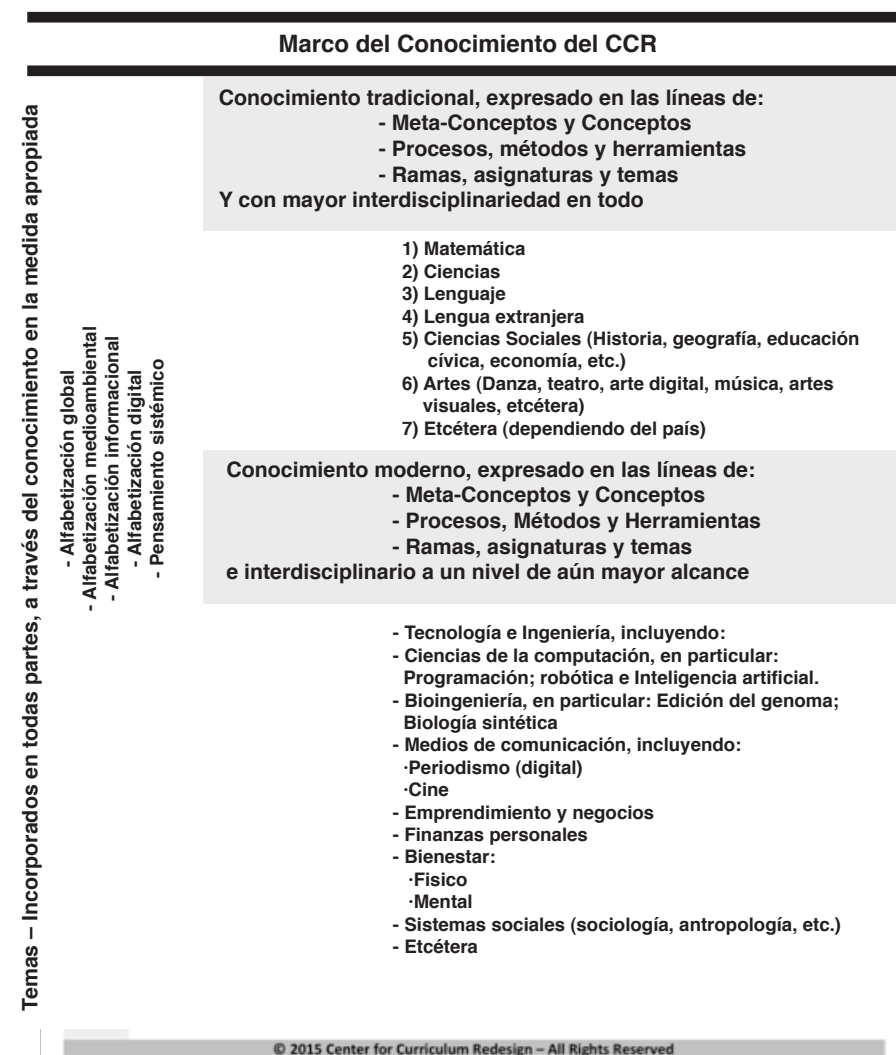 Marco del Conocimiento del CCR
Temas – Incorporados en todas partes, a través del conocimiento en la medida apropiada
- Alfabetización global
- Alfabetización medioambiental
- Alfabetización informacional
- Alfabetización digital
- Pensamiento sistémico
Conocimiento tradicional, expresado en las líneas de:
- Meta-Conceptos y Conceptos
- Procesos, métodos y herramientas
- Ramas, asignaturas y temas
Y con mayor interdisciplinariedad en todo
1) Matemática
2) Ciencias
3) Lenguaje
4) Lengua extranjera
5) Ciencias Sociales (Historia, geografía, educación
cívica, economía, etc.)
6) Artes (Danza, teatro, arte digital, música, artes
visuales, etcétera)
7) Etcétera (dependiendo del país)
Conocimiento moderno, expresado en las líneas de:
- Meta-Conceptos y Conceptos
- Procesos, Métodos y Herramientas
- Ramas, asignaturas y temas
e interdisciplinario a un nivel de aún mayor alcance
- Tecnología e Ingeniería, incluyendo:
- Ciencias de la computación, en particular:
Programación; robótica e Inteligencia artificial.
- Bioingeniería, en particular: Edición del genoma;
Biología sintética
- Medios de comunicación, incluyendo:
·Periodismo (digital)
·Cine
- Emprendimiento y negocios
- Finanzas personales
- Bienestar:
·Fisico
·Mental
- Sistemas sociales (sociología, antropología, etc.)
- Etcétera
© 2015 Center for Curriculum Redesign – All Rights Reserved